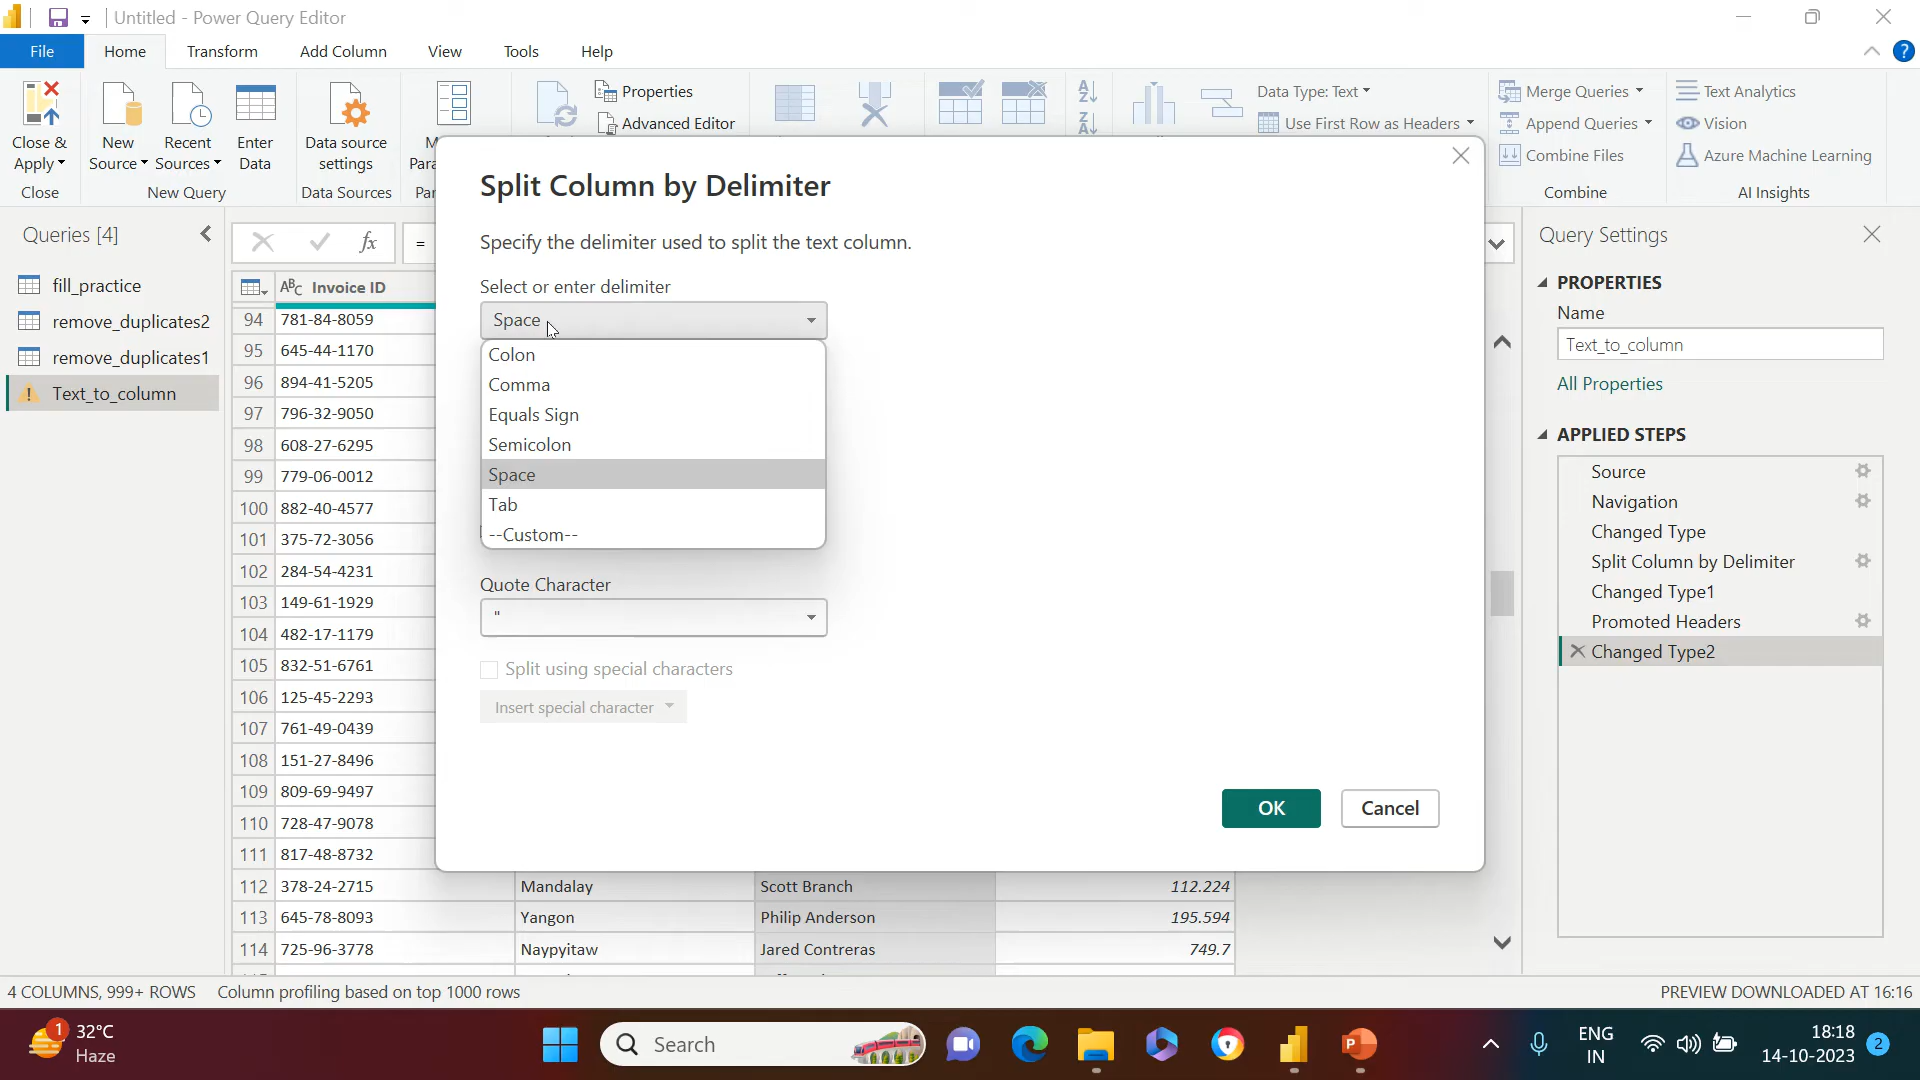 Untitled - Power Query Editor
File Home Transform Add Column View Tools Help
Close & Apply
New Source
Recent Sources
Enter Data
Data source settings
Properties
Advanced Editor
Data Type: Text
Use First Row as Headers
Merge Queries
Append Queries
Combine Files
Text Analytics
Vision
Azure Machine Learning
Close
New Query
Data Sources
Combine
AI Insights
Queries [4]
fill_practice
remove_duplicates2
remove_duplicates1
Text_to_column
fx =
ABC Invoice ID
94 781-84-8059
95 645-44-1170
96 894-41-5205
97 796-32-9050
98 608-27-6295
99 779-06-0012
100 882-40-4577
101 375-72-3056
102 284-54-4231
103 149-61-1929
104 482-17-1179
105 832-51-6761
106 125-45-2293
107 761-49-0439
108 151-27-8496
109 809-69-9497
110 728-47-9078
111 817-48-8732
112 378-24-2715 Mandalay Scott Branch 112.224
113 645-78-8093 Yangon Philip Anderson 195.594
114 725-96-3778 Naypyitaw Jared Contreras 749.7
Split Column by Delimiter
Specify the delimiter used to split the text column.
Select or enter delimiter
Space
Colon
Comma
Equals Sign
Semicolon
Space
Tab
--Custom--
Quote Character
"
Split using special characters
Insert special character
OK Cancel
Query Settings
PROPERTIES
Name
Text_to_column
All Properties
APPLIED STEPS
Source
Navigation
Changed Type
Split Column by Delimiter
Changed Type1
Promoted Headers
Changed Type2
4 COLUMNS, 999+ ROWS Column profiling based on top 1000 rows
PREVIEW DOWNLOADED AT 16:16
1
32°C
Haze
Search
ENG
IN
18:18
14-10-2023
2